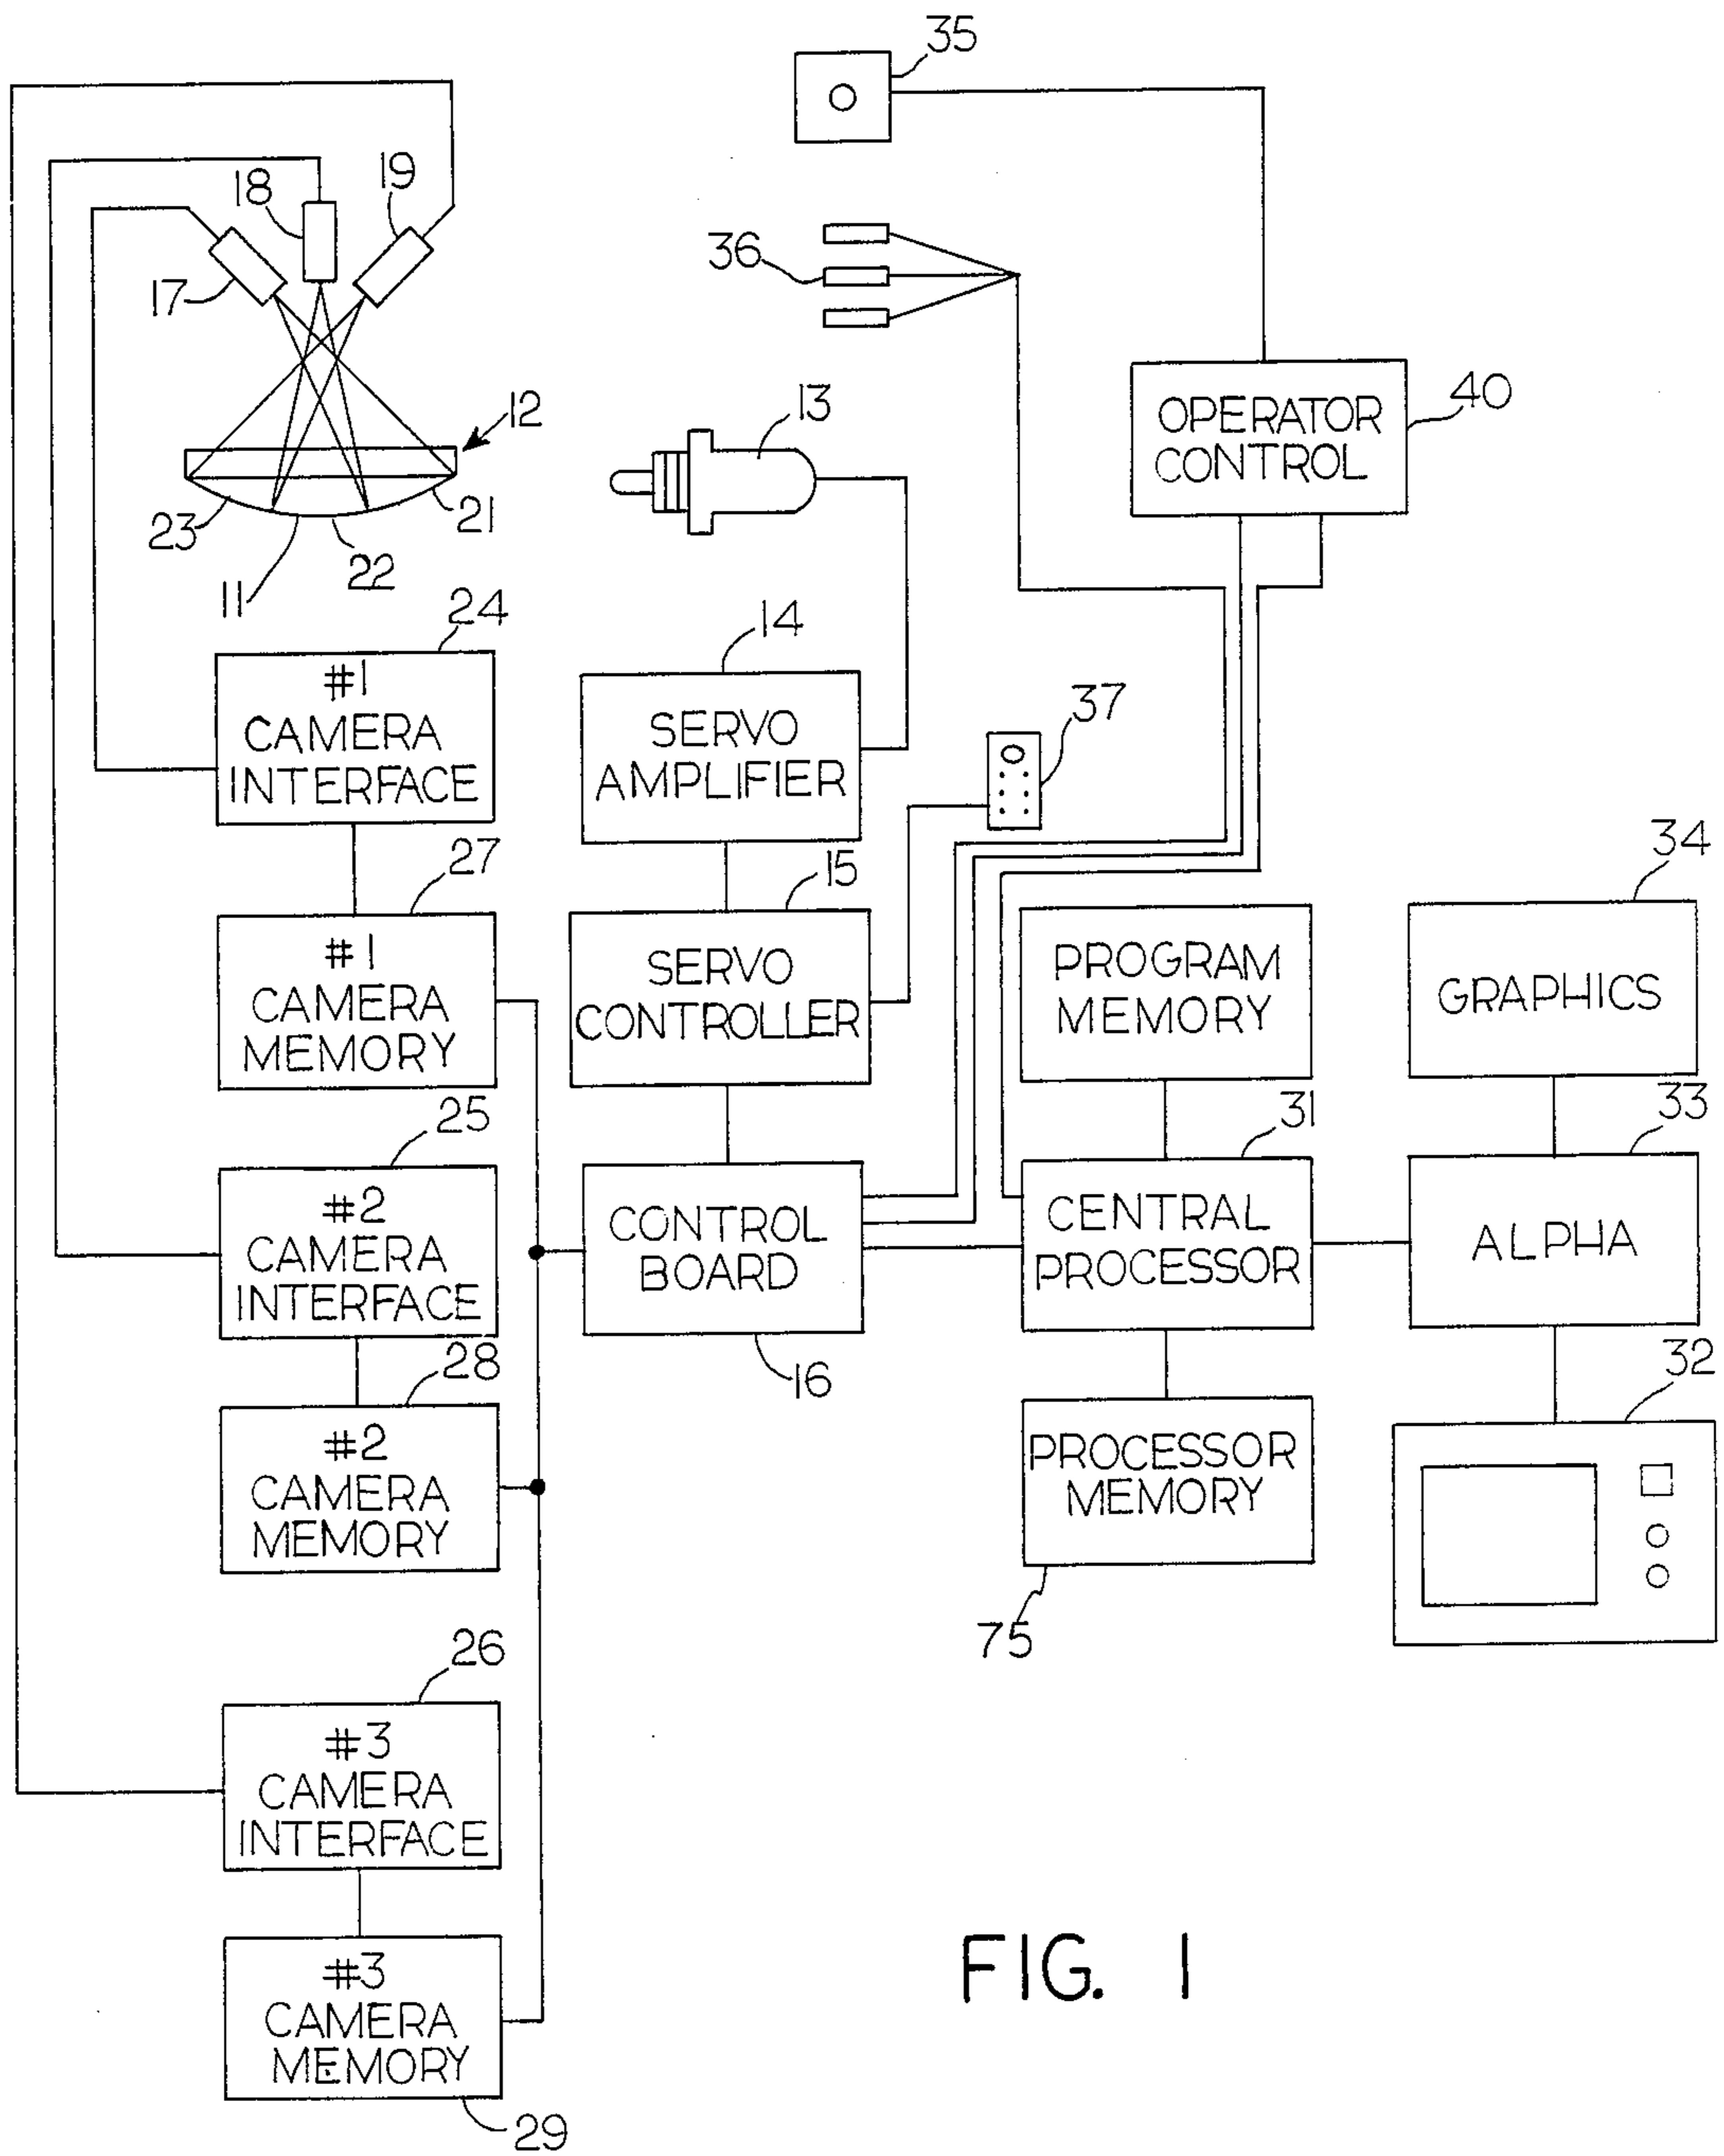 35
19
18
36
17
13
40
OPERATOR
CONTROL
12
23
21
22
11
24
14
#1
CAMERA
INTERFACE
37
SERVO
AMPLIFIER
27
15
34
#1
CAMERA
MEMORY
SERVO
CONTROLLER
PROGRAM
MEMORY
GRAPHICS
25
31
33
#2
CAMERA
INTERFACE
CONTROL
BOARD
CENTRAL
PROCESSOR
ALPHA
28
16
32
#2
CAMERA
MEMORY
PROCESSOR
MEMORY
75
26
#3
CAMERA
INTERFACE
#3
CAMERA
MEMORY
29
FIG. 1